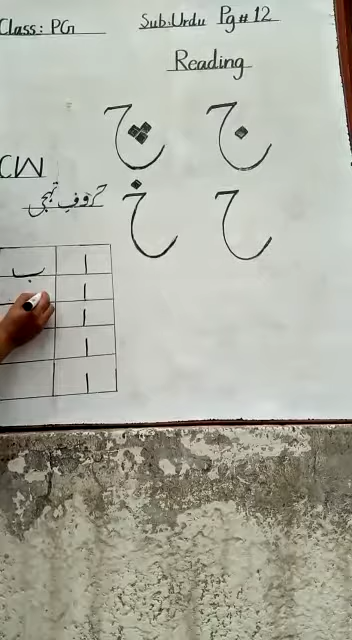 Class: PG Sub:Urdu Pg#12
Reading
ج چ
ح خ
CW
حروفِ تہجی
ا ب
ا
ا
ا
ا